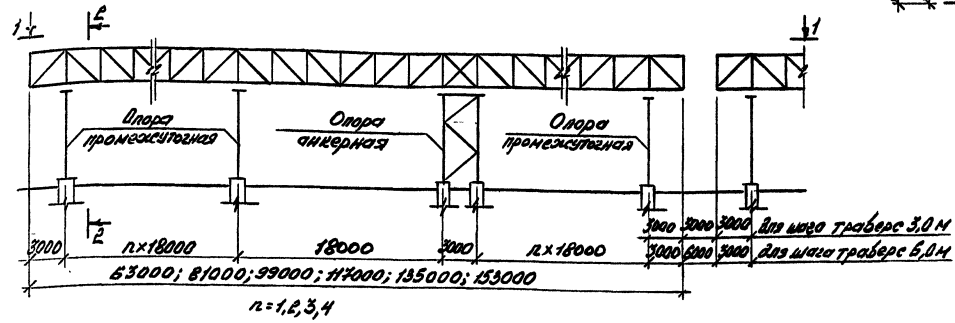 1
2
1
Опора
промежуточная
Опора
анкерная
Опора
промежуточная
2
3000
n×18000
18000
3000
n×18000
3000 3000 3000 для шага траверс 3,0 м
3000 6000 3000 для шага траверс 6,0 м
63000; 81000; 99000; 117000; 135000; 153000
n=1,2,3,4